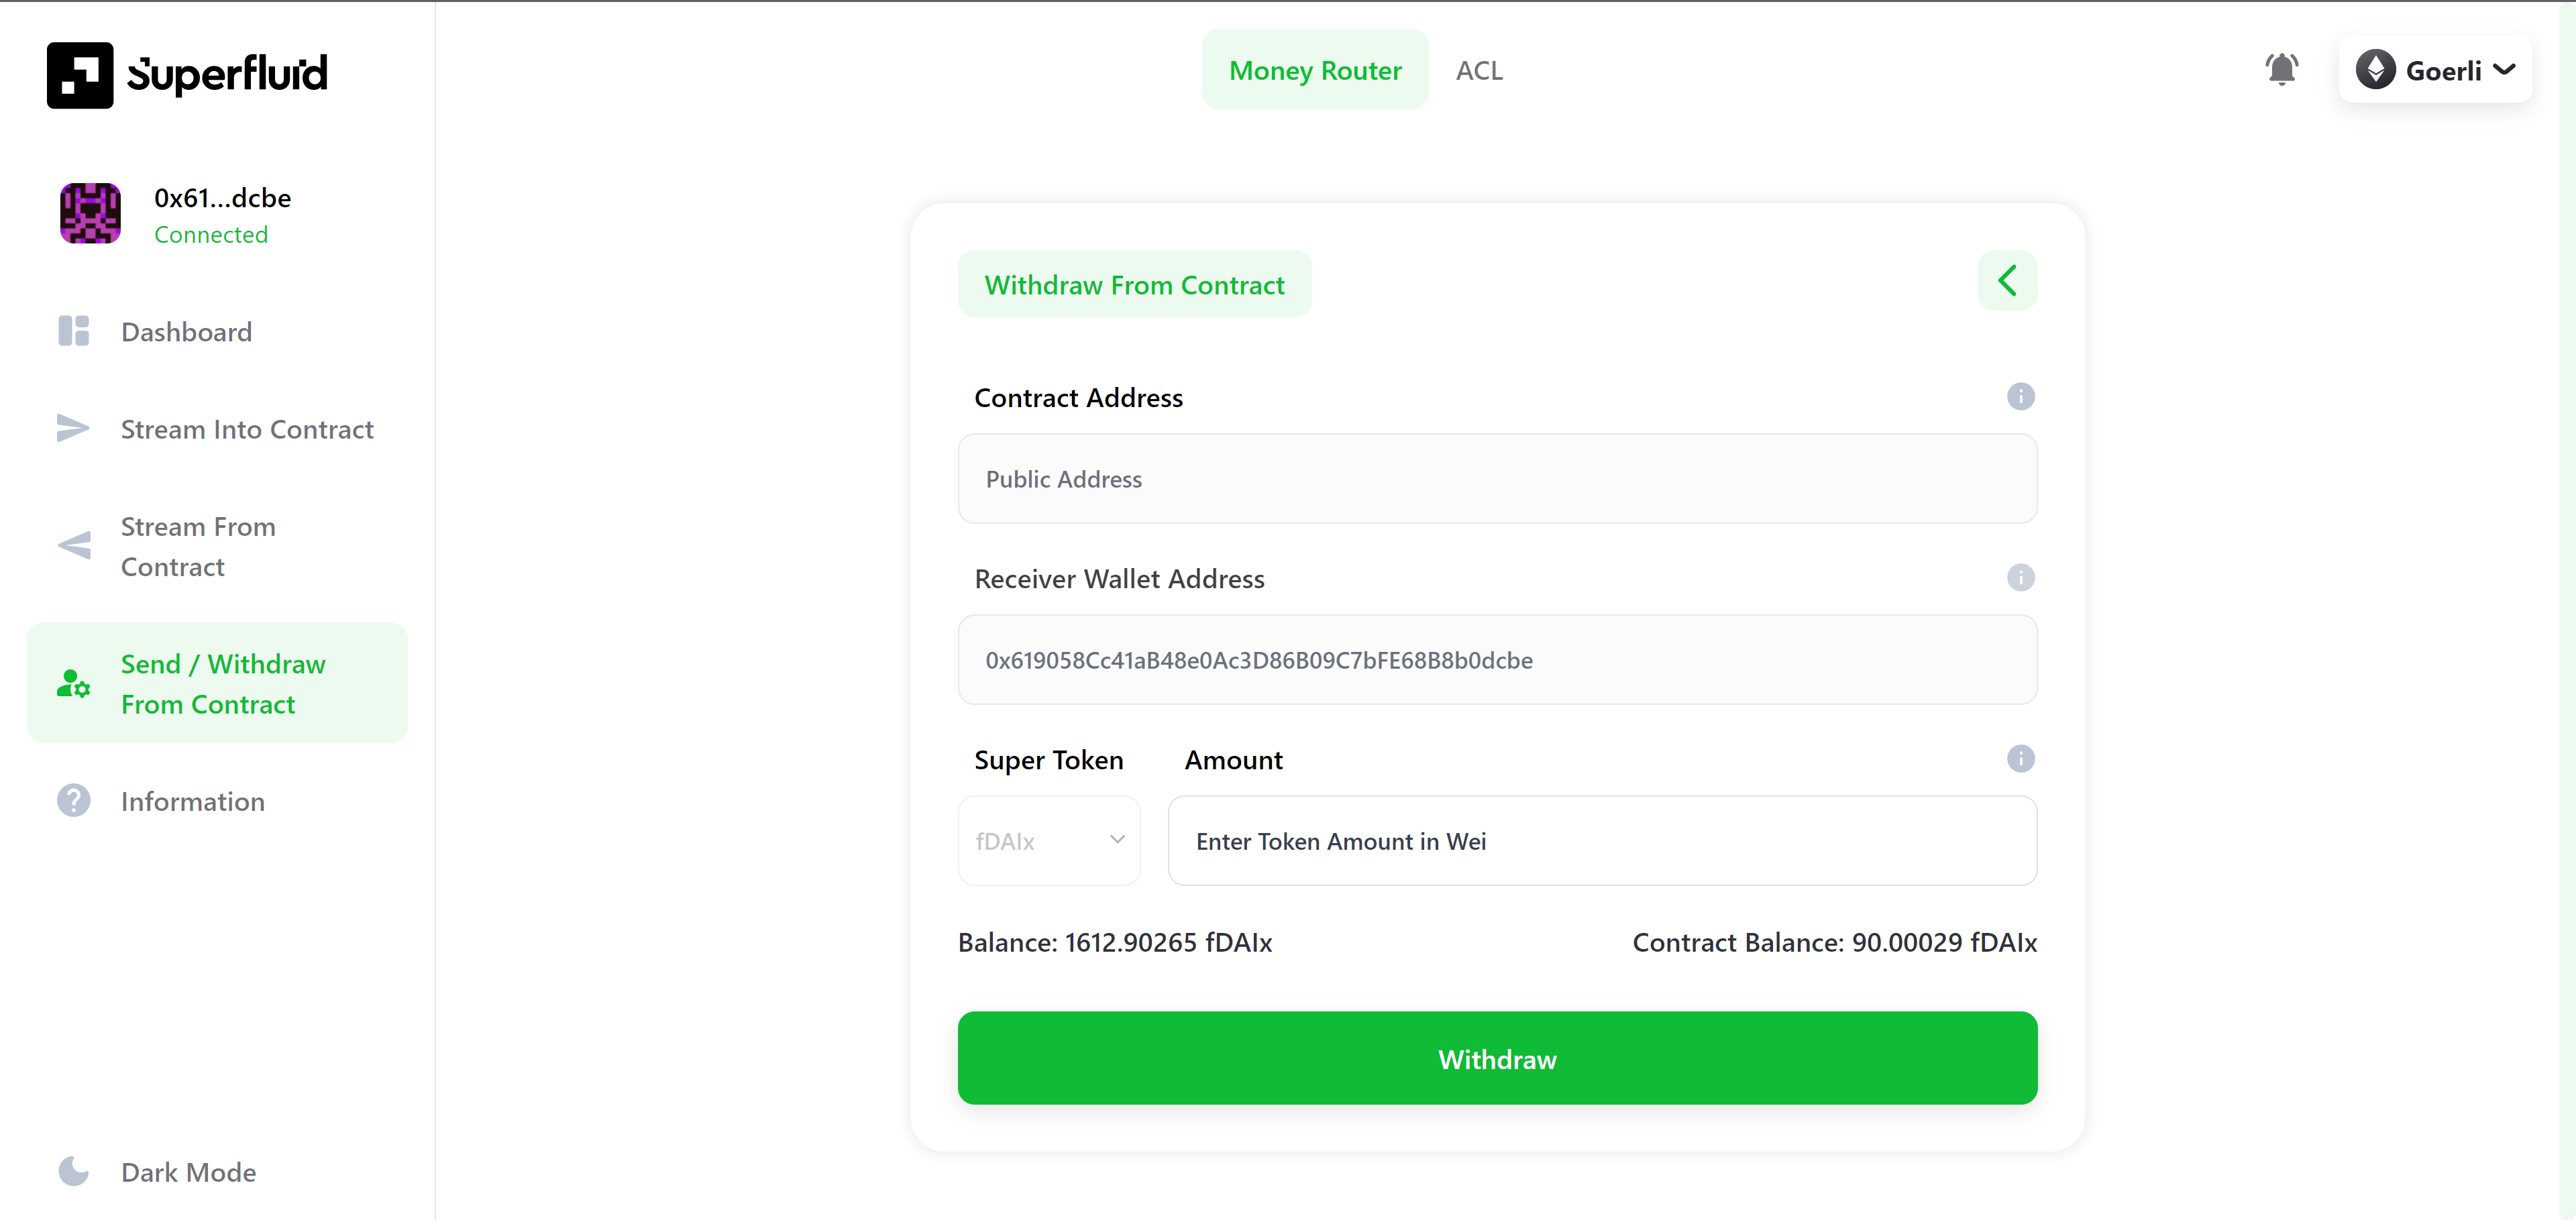 Superfluid
Money Router
ACL
Goerli
0x61...dcbe
Connected
Dashboard
Stream Into Contract
Stream From
Contract
Send / Withdraw
From Contract
Information
Dark Mode
Withdraw From Contract
Contract Address
Public Address
Receiver Wallet Address
0x619058Cc41aB48e0Ac3D86B09C7bFE68B8b0dcbe
Super Token
Amount
fDAIx
Enter Token Amount in Wei
Balance: 1612.90265 fDAIx
Contract Balance: 90.00029 fDAIx
Withdraw